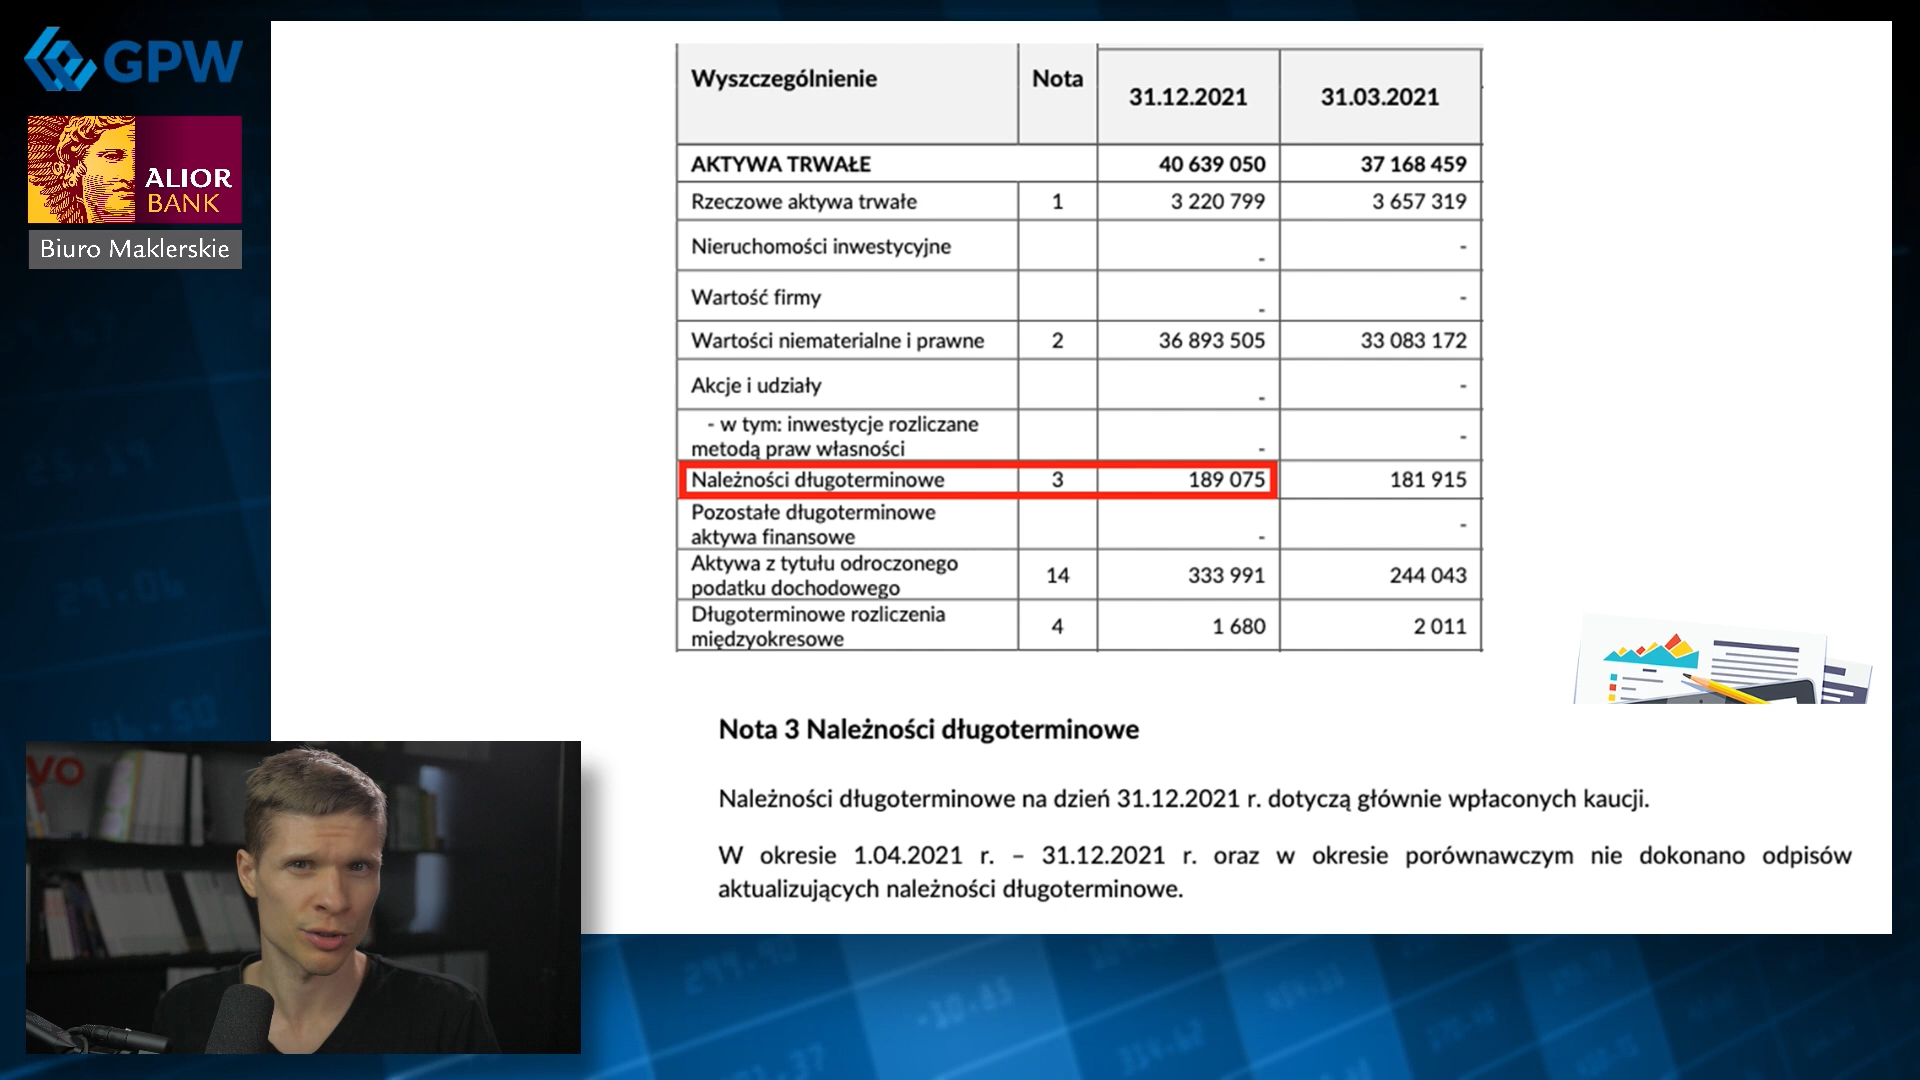 GPW
ALIOR
BANK
Biuro Maklerskie
Wyszczególnienie Nota 31.12.2021 31.03.2021
AKTYWA TRWAŁE 40 639 050 37 168 459
Rzeczowe aktywa trwałe 1 3 220 799 3 657 319
Nieruchomości inwestycyjne - -
Wartość firmy - -
Wartości niematerialne i prawne 2 36 893 505 33 083 172
Akcje i udziały - -
- w tym: inwestycje rozliczane
metodą praw własności - -
Należności długoterminowe 3 189 075 181 915
Pozostałe długoterminowe
aktywa finansowe - -
Aktywa z tytułu odroczonego
podatku dochodowego 14 333 991 244 043
Długoterminowe rozliczenia
międzyokresowe 4 1 680 2 011
Nota 3 Należności długoterminowe
Należności długoterminowe na dzień 31.12.2021 r. dotyczą głównie wpłaconych kaucji.
W okresie 1.04.2021 r. – 31.12.2021 r. oraz w okresie porównawczym nie dokonano odpisów
aktualizujących należności długoterminowe.